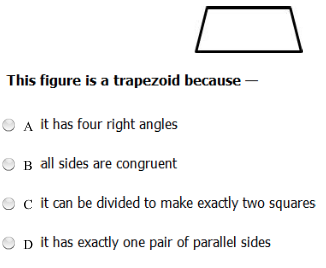 This figure is a trapezoid because —
A it has four right angles
B all sides are congruent
C it can be divided to make exactly two squares
D it has exactly one pair of parallel sides